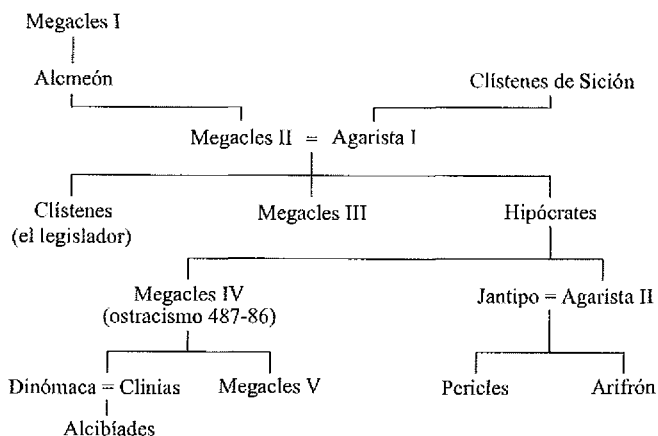 Megacles I
Alcmeón
Clístenes de Sición
Megacles II = Agarista I
Clístenes
(el legislador)
Megacles III
Hipócrates
Megacles IV
(ostracismo 487-86)
Jantipo = Agarista II
Dinómaca = Clinias
Megacles V
Pericles
Arifrón
Alcibíades